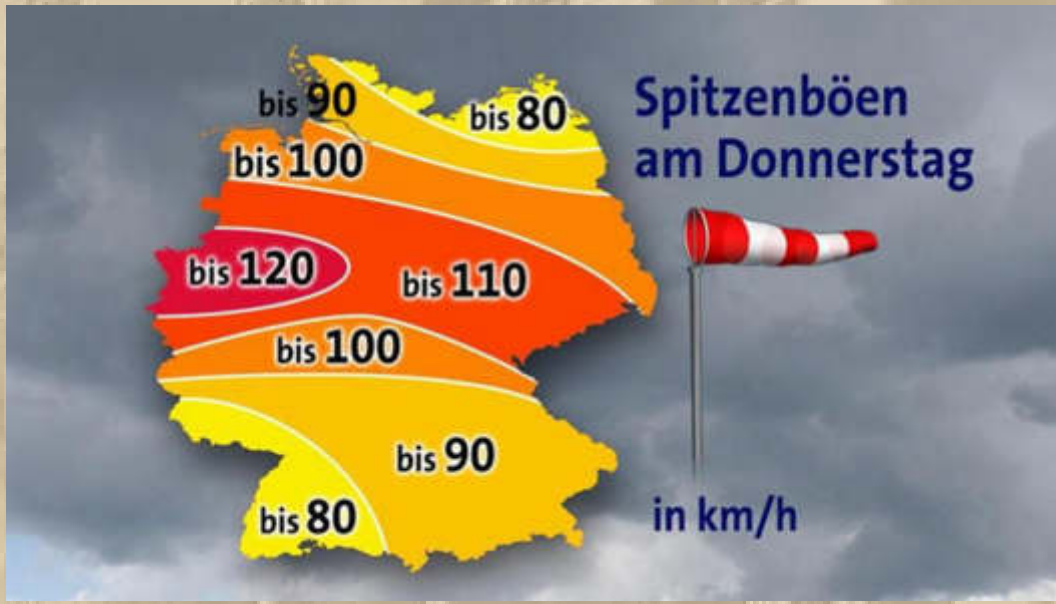 Spitzenböen
am Donnerstag
bis 90
bis 80
bis 100
bis 120
bis 110
bis 100
bis 90
bis 80
in km/h